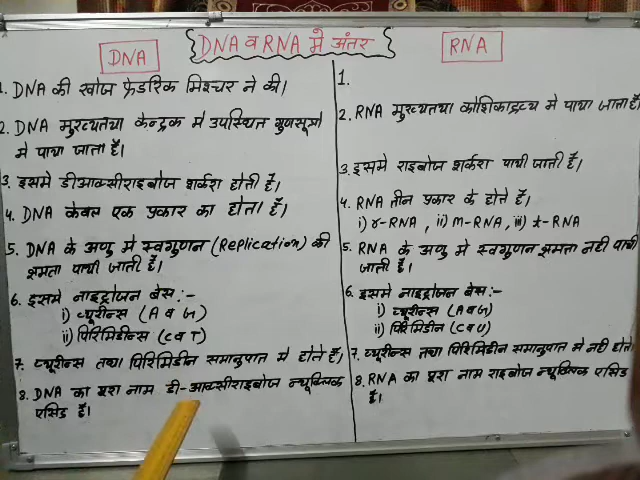 DNA व RNA मे अंतर
DNA
1. DNA की खोज फ्रेडरिक मिश्चर ने की।
2. DNA मुख्यतया केन्द्रक मे उपस्थित गुणसूत्रो
मे पाया जाता है।
3. इसमे डीआक्सीराइबोज शर्करा होती है।
4. DNA केवल एक प्रकार का होता है।
5. DNA के अणु मे स्वगुणन (Replication) की
क्षमता पायी जाती है।
6. इसमे नाइट्रोजन बेस:-
i) प्यूरीन्स (A व G)
ii) पिरिमिडीन्स (C व T)
7. प्यूरीन्स तथा पिरिमिडीन समानुपात मे होते है।
8. DNA का पूरा नाम डी-आक्सीराइबोज न्यूक्लिक
एसिड है।
RNA
1.
2. RNA मुख्यतया कोशिकाद्रव्य मे पाया जाता है।
3. इसमे राइबोज शर्करा पायी जाती है।
4. RNA तीन प्रकार के होते है।
i) r-RNA, ii) m-RNA, iii) t-RNA
5. RNA के अणु मे स्वगुणन क्षमता नही पायी
जाती है।
6. इसमे नाइट्रोजन बेस:-
i) प्यूरीन्स (A व G)
ii) पिरिमिडीन (C व U)
7. प्यूरीन्स तथा पिरिमिडीन समानुपात मे नही होते
8. RNA का पूरा नाम राइबोज न्यूक्लिक एसिड
है।